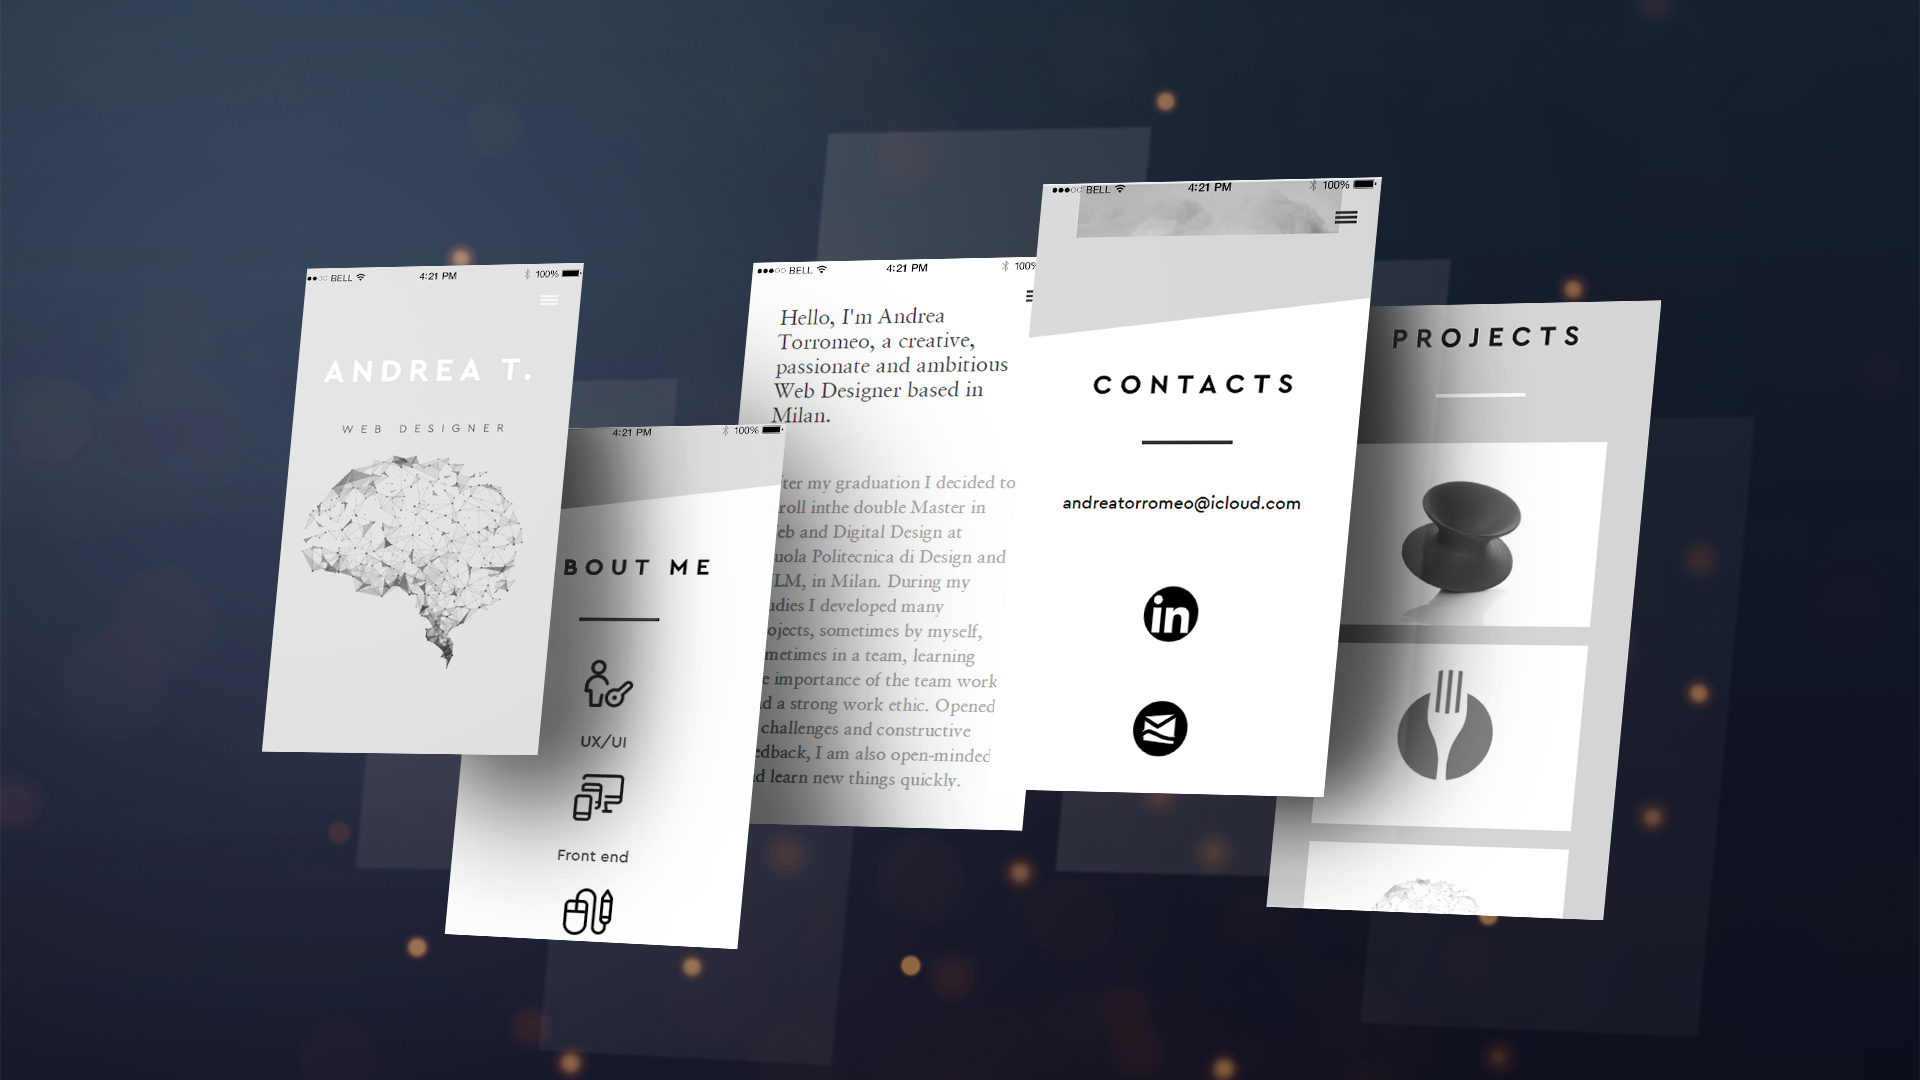 BELL 4:21 PM 100%
ANDREA T.
WEB DESIGNER
4:21 PM 100%
BOUT ME
UX/UI
Front end
BELL 4:21 PM 100
Hello, I'm Andrea
Torromeo, a creative,
passionate and ambitious
Web Designer based in
Milan.
ter my graduation I decided to
roll inthe double Master in
eb and Digital Design at
uola Politecnica di Design and
LM, in Milan. During my
udies I developed many
ojects, sometimes by myself,
metimes in a team, learning
e importance of the team work
d a strong work ethic. Opened
challenges and constructive
edback, I am also open-minded
d learn new things quickly.
BELL 4:21 PM 100%
CONTACTS
andreatorromeo@icloud.com
in
PROJECTS